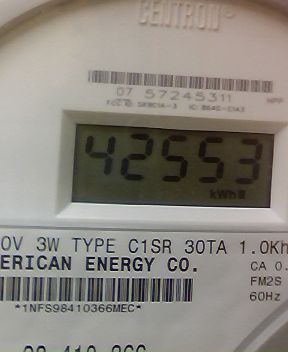 CENTRON®
07 57245311
42553
kWh
0V 3W TYPE C1SR 30TA 1.0Kh
ERICAN ENERGY CO.
CA 0.
FM2S
*1NFS98410366MEC*
60Hz